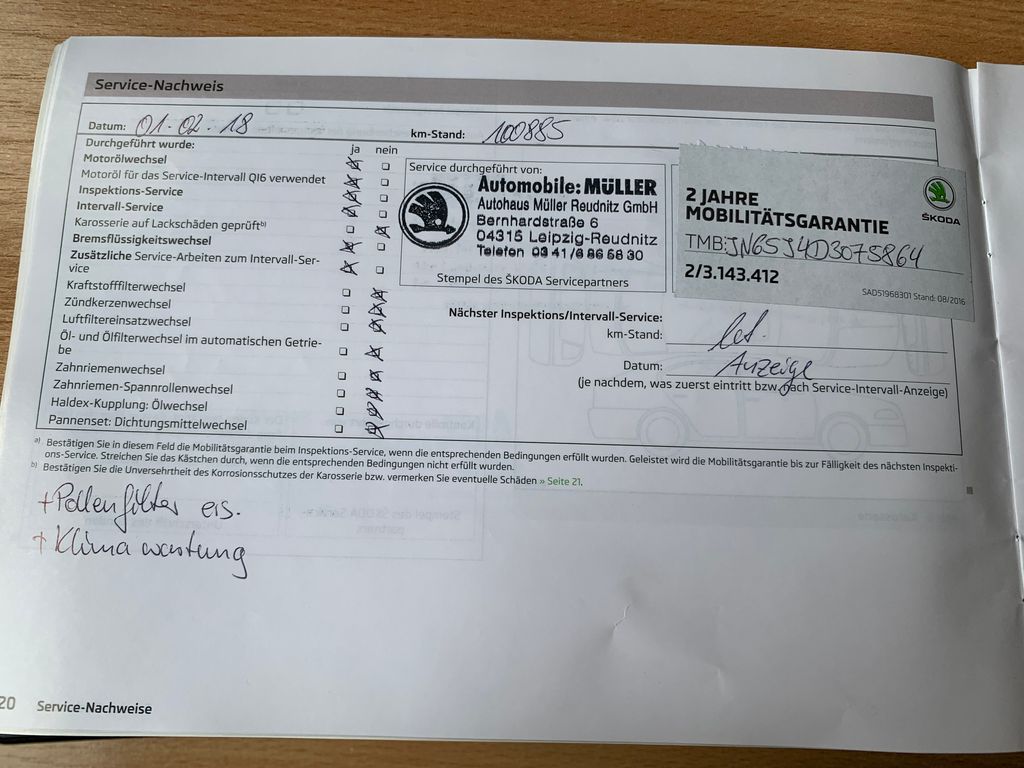 Service-Nachweis
Datum: 01.02.18
km-Stand: 100885
Durchgeführt wurde:
ja nein
Motorölwechsel
Motoröl für das Service-Intervall QI6 verwendet
Inspektions-Service
Intervall-Service
Karosserie auf Lackschäden geprüft b)
Bremsflüssigkeitswechsel
Zusätzliche Service-Arbeiten zum Intervall-Ser-
vice
Kraftstofffilterwechsel
Zündkerzenwechsel
Luftfiltereinsatzwechsel
Öl- und Ölfilterwechsel im automatischen Getrie-
be
Zahnriemenwechsel
Zahnriemen-Spannrollenwechsel
Haldex-Kupplung: Ölwechsel
Pannenset: Dichtungsmittelwechsel
Service durchgeführt von:
Automobile: MÜLLER
Autohaus Müller Reudnitz GmbH
Bernhardstraße 6
04315 Leipzig-Reudnitz
Telefon 03 41/6 86 58 30
Stempel des ŠKODA Servicepartners
2 JAHRE
MOBILITÄTSGARANTIE
ŠKODA
TMBJN65J4D3075864
2/3.143.412
SAD51968301 Stand: 08/2016
Nächster Inspektions/Intervall-Service:
km-Stand:
Datum: Anzeige
(je nachdem, was zuerst eintritt bzw. nach Service-Intervall-Anzeige)
a) Bestätigen Sie in diesem Feld die Mobilitätsgarantie beim Inspektions-Service, wenn die entsprechenden Bedingungen erfüllt wurden. Geleistet wird die Mobilitätsgarantie bis zur Fälligkeit des nächsten Inspekti-
ons-Service. Streichen Sie das Kästchen durch, wenn die entsprechenden Bedingungen nicht erfüllt wurden.
b) Bestätigen Sie die Unversehrtheit des Korrosionsschutzes der Karosserie bzw. vermerken Sie eventuelle Schäden » Seite 21.
+ Pollenfilter ers.
+ Klimawartung
20 Service-Nachweise